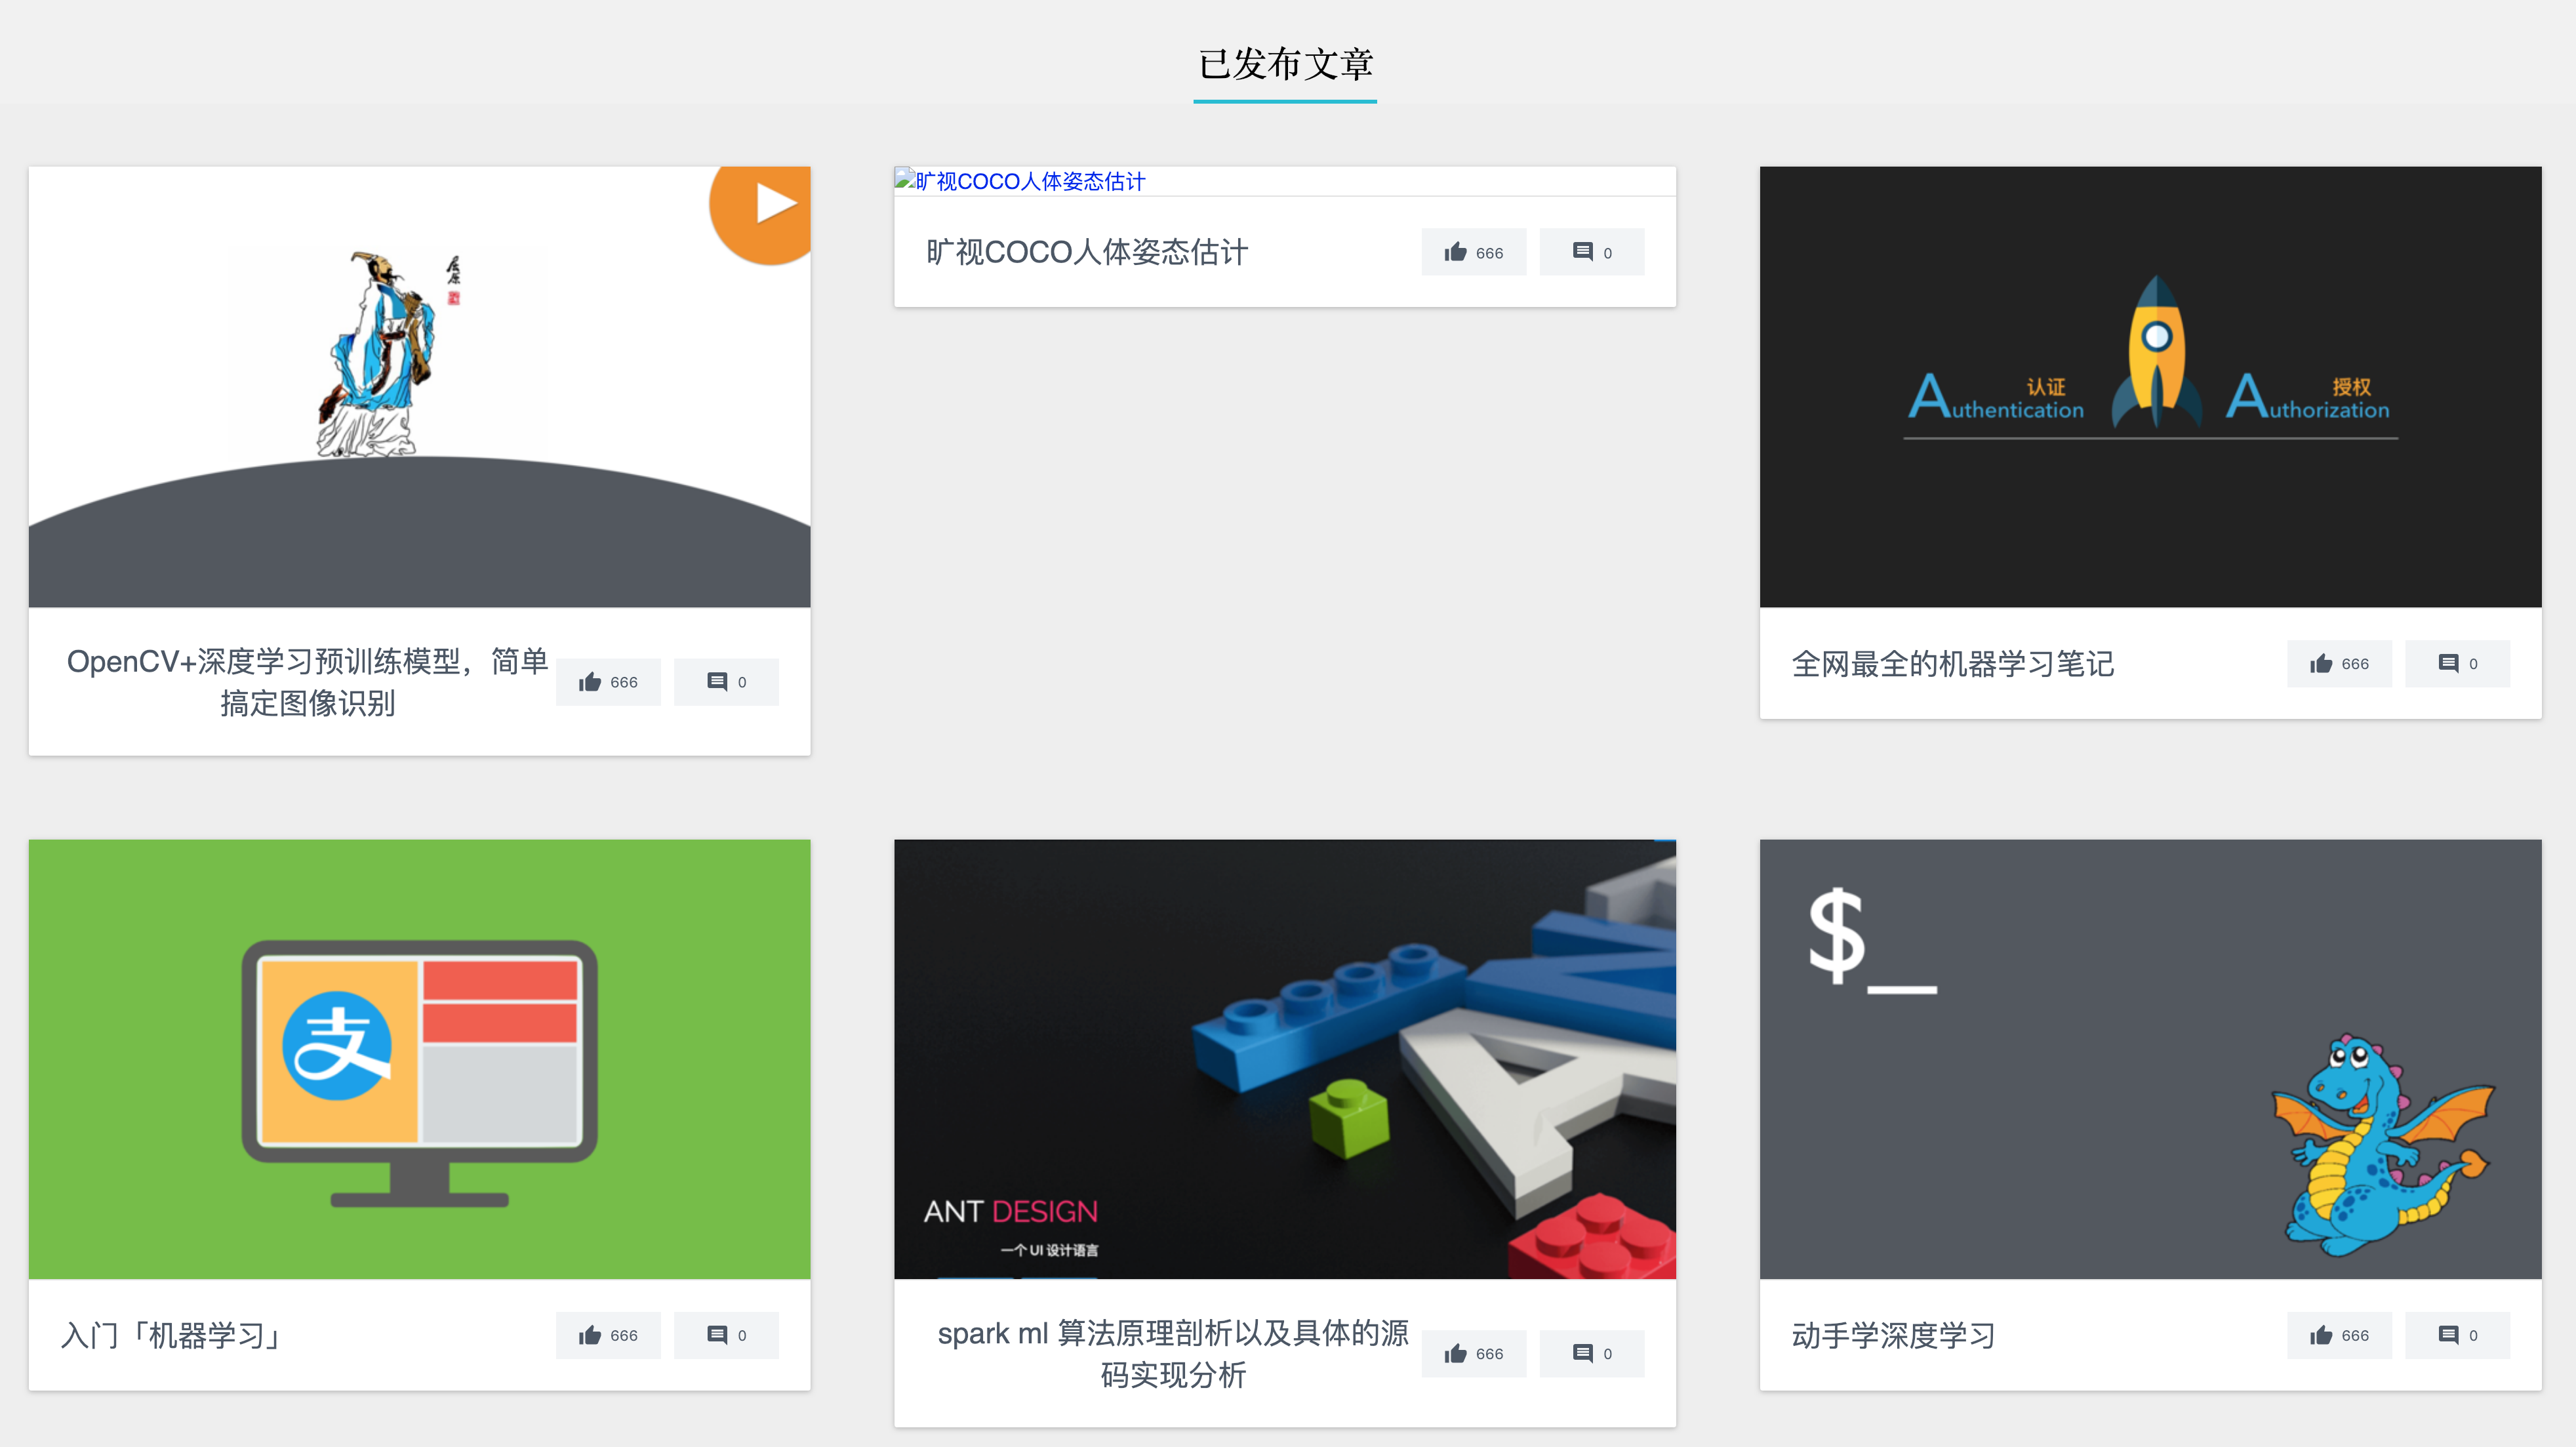 已发布文章
屈原
旷视COCO人体姿态估计
旷视COCO人体姿态估计
666
0
认证
Authentication
授权
Authorization
OpenCV+深度学习预训练模型，简单
搞定图像识别
666
0
全网最全的机器学习笔记
666
0
支
$_
A
ANT DESIGN
一个 UI 设计语言
入门「机器学习」
666
0
spark ml 算法原理剖析以及具体的源
码实现分析
666
0
动手学深度学习
666
0